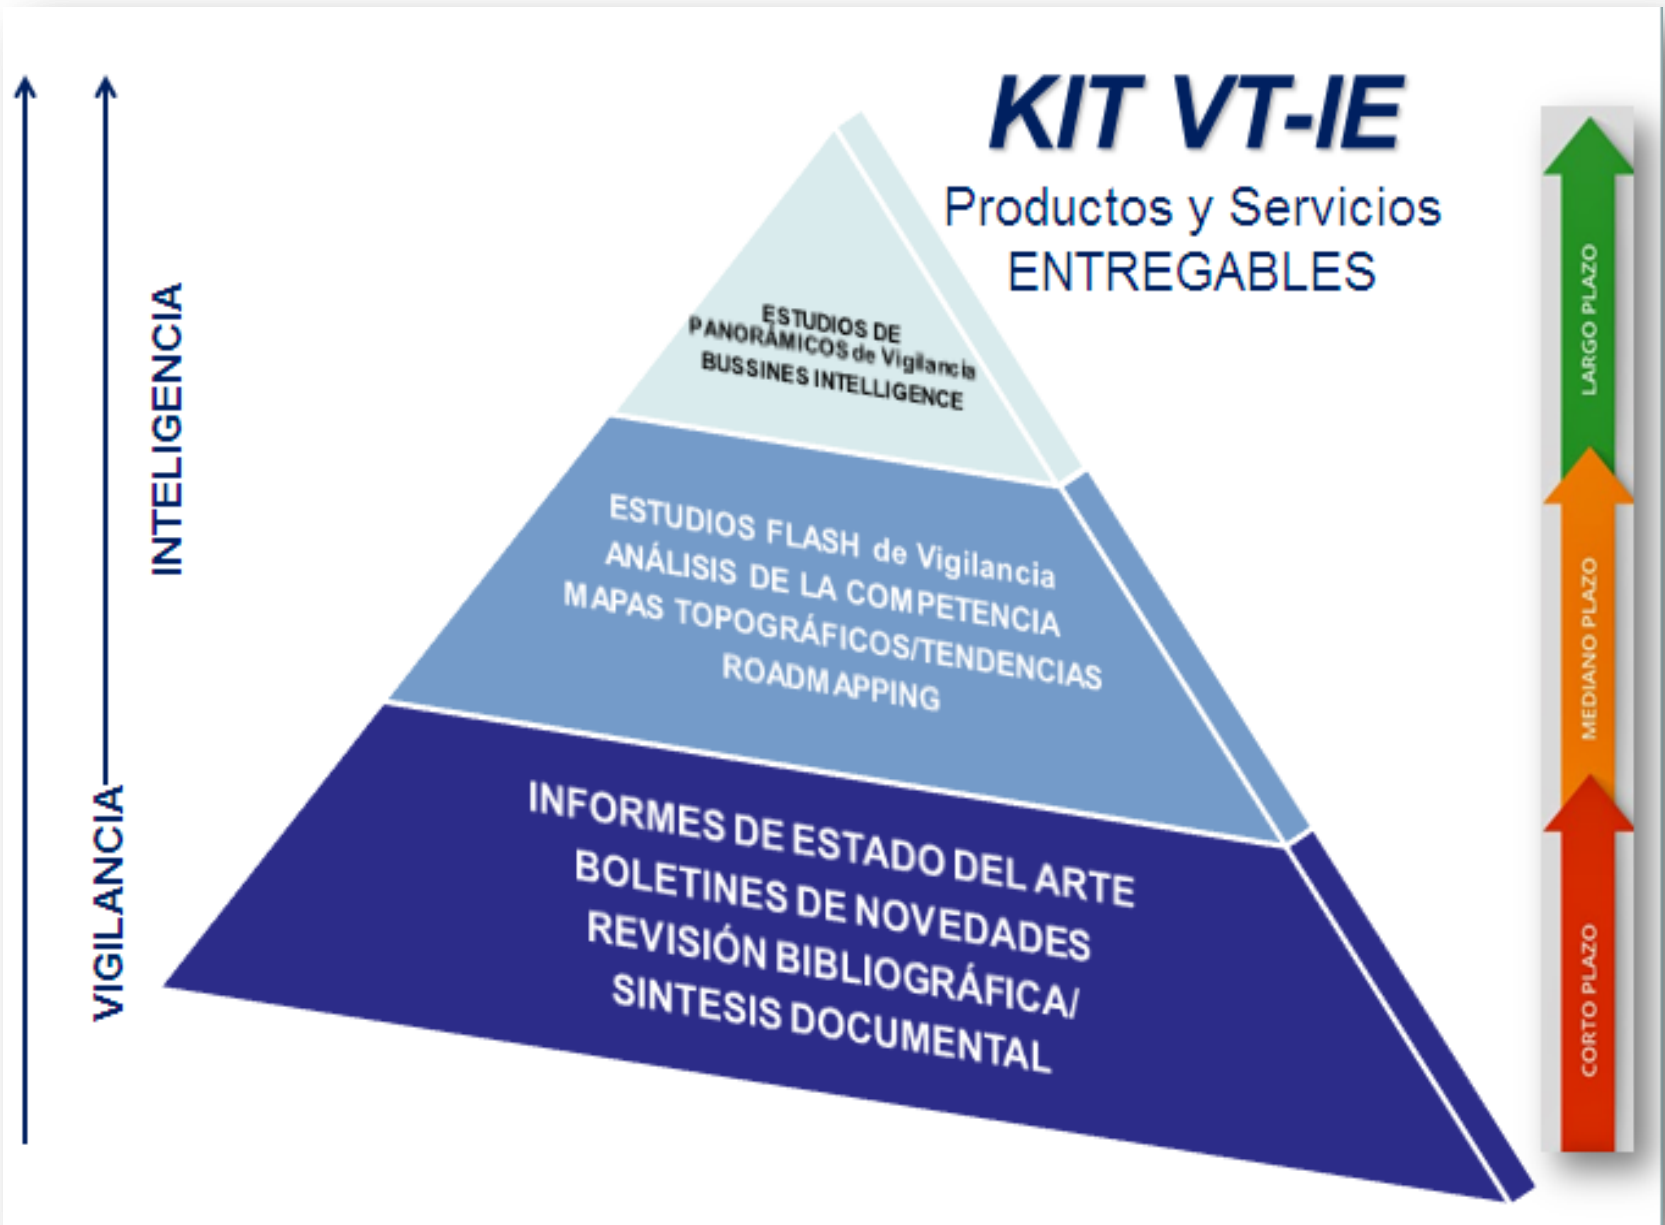 KIT VT-IE
Productos y Servicios
ENTREGABLES
INTELIGENCIA
VIGILANCIA
ESTUDIOS DE
PANORÁMICOS de Vigilancia
BUSSINES INTELLIGENCE
ESTUDIOS FLASH de Vigilancia
ANÁLISIS DE LA COMPETENCIA
MAPAS TOPOGRÁFICOS/TENDENCIAS
ROADMAPPING
INFORMES DE ESTADO DEL ARTE
BOLETINES DE NOVEDADES
REVISIÓN BIBLIOGRÁFICA/
SINTESIS DOCUMENTAL
LARGO PLAZO
MEDIANO PLAZO
CORTO PLAZO